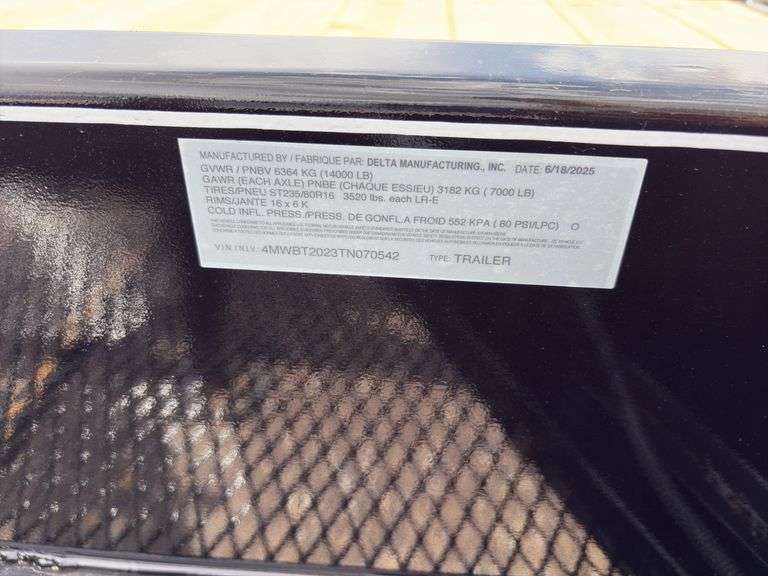 MANUFACTURED BY / FABRIQUE PAR: DELTA MANUFACTURING., INC. DATE: 6/18/2025
GVWR / PNBV 6364 KG (14000 LB)
GAWR (EACH AXLE) PNBE (CHAQUE ESSIEU) 3182 KG ( 7000 LB)
TIRES/PNEU ST235/80R16 3520 lbs. each LR-E
RIMS/JANTE 16 x 6 K
COLD INFL. PRESS./PRESS. DE GONFL.A FROID 552 KPA ( 80 PSI/LPC)
V.I.N./N.I.V. 4MWBT2023TN070542 TYPE: TRAILER